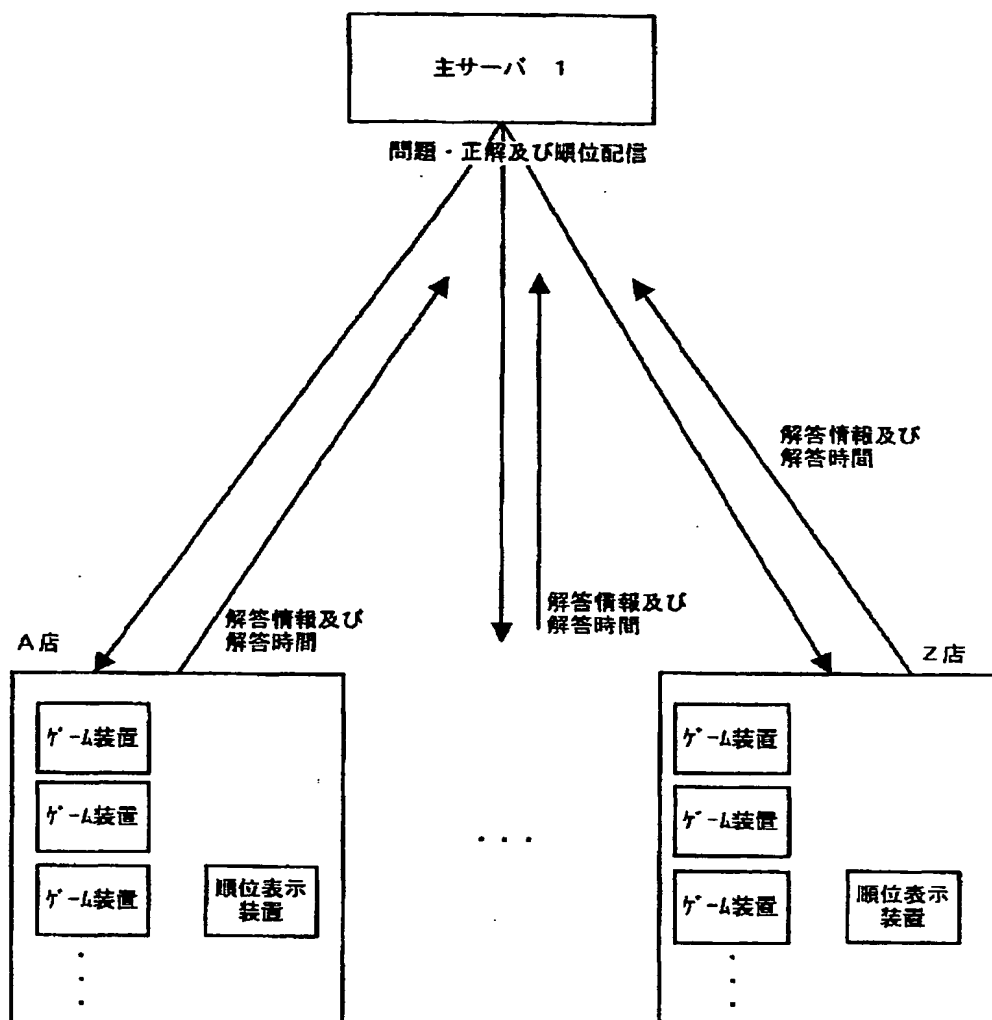 主サーバ 1
問題・正解及び順位配信
解答情報及び
解答時間
解答情報及び
解答時間
解答情報及び
解答時間
A店
Z店
ｹﾞｰﾑ装置
ｹﾞｰﾑ装置
ｹﾞｰﾑ装置
順位表示
装置
・・・
ｹﾞｰﾑ装置
ｹﾞｰﾑ装置
ｹﾞｰﾑ装置
順位表示
装置